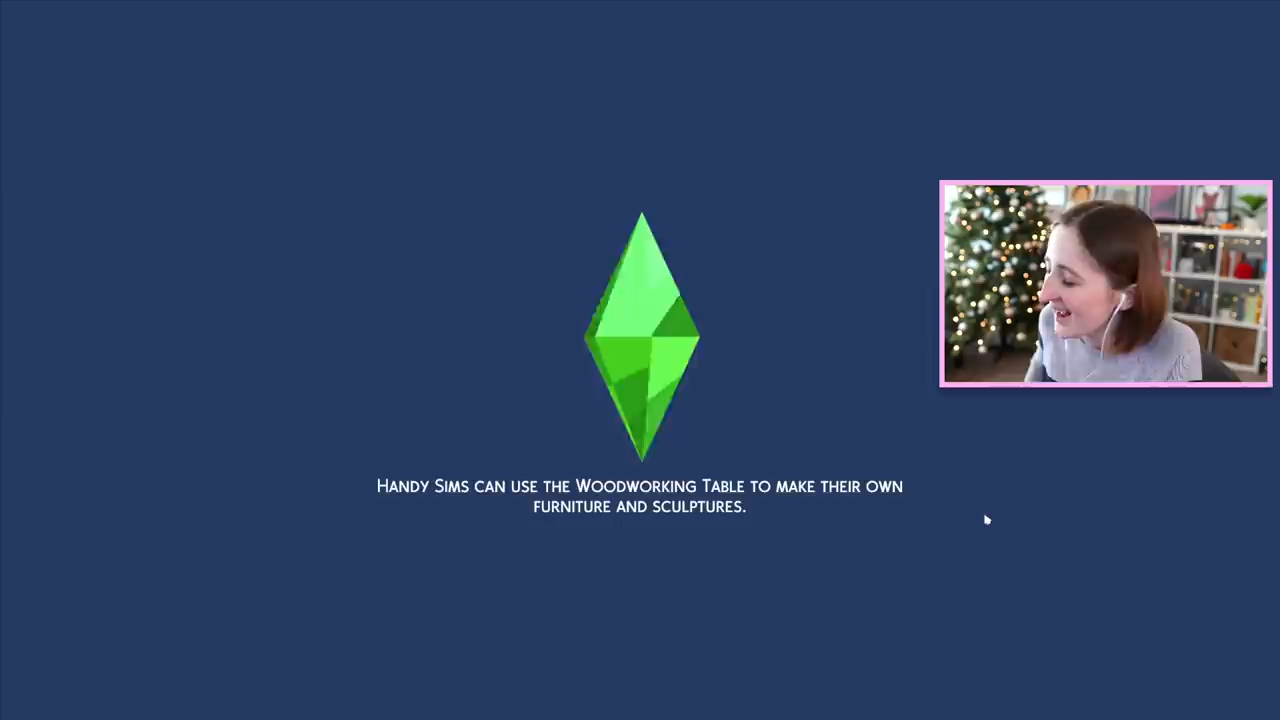 Handy Sims can use the Woodworking Table to make their own
furniture and sculptures.